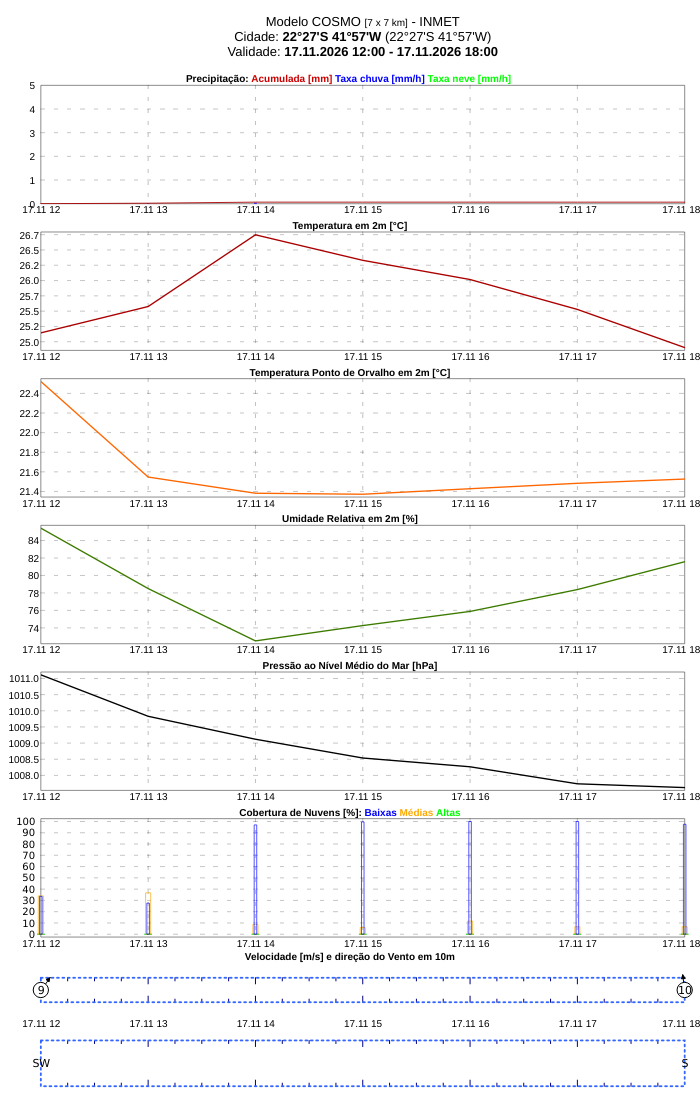 Modelo COSMO [7 x 7 km] - INMET
Cidade: 22°27'S 41°57'W (22°27'S 41°57'W)
Validade: 17.11.2026 12:00 - 17.11.2026 18:00
Precipitação: Acumulada [mm] Taxa chuva [mm/h] Taxa neve [mm/h]
5
4
3
2
1
0
17.11 12 17.11 13 17.11 14 17.11 15 17.11 16 17.11 17 17.11 18
Temperatura em 2m [°C]
26.7
26.5
26.2
26.0
25.7
25.5
25.2
25.0
17.11 12 17.11 13 17.11 14 17.11 15 17.11 16 17.11 17 17.11 18
Temperatura Ponto de Orvalho em 2m [°C]
22.4
22.2
22.0
21.8
21.6
21.4
17.11 12 17.11 13 17.11 14 17.11 15 17.11 16 17.11 17 17.11 18
Umidade Relativa em 2m [%]
84
82
80
78
76
74
17.11 12 17.11 13 17.11 14 17.11 15 17.11 16 17.11 17 17.11 18
Pressão ao Nível Médio do Mar [hPa]
1011.0
1010.5
1010.0
1009.5
1009.0
1008.5
1008.0
17.11 12 17.11 13 17.11 14 17.11 15 17.11 16 17.11 17 17.11 18
Cobertura de Nuvens [%]: Baixas Médias Altas
100
90
80
70
60
50
40
30
20
10
0
17.11 12 17.11 13 17.11 14 17.11 15 17.11 16 17.11 17 17.11 18
Velocidade [m/s] e direção do Vento em 10m
9 10
17.11 12 17.11 13 17.11 14 17.11 15 17.11 16 17.11 17 17.11 18
SW S